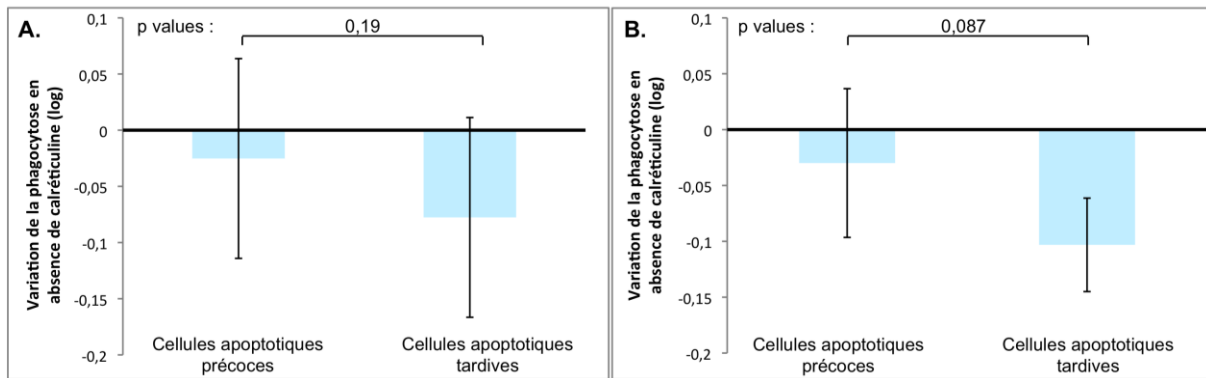 A.
p values :
0,19
0,1
0,05
0
-0,05
-0,1
-0,15
-0,2
Variation de la phagocytose en
absence de calréticuline (log)
Cellules apoptotiques
précoces
Cellules apoptotiques
tardives
B.
p values :
0,087
0,1
0,05
0
-0,05
-0,1
-0,15
-0,2
Variation de la phagocytose en
absence de calréticuline (log)
Cellules apoptotiques
précoces
Cellules apoptotiques
tardives